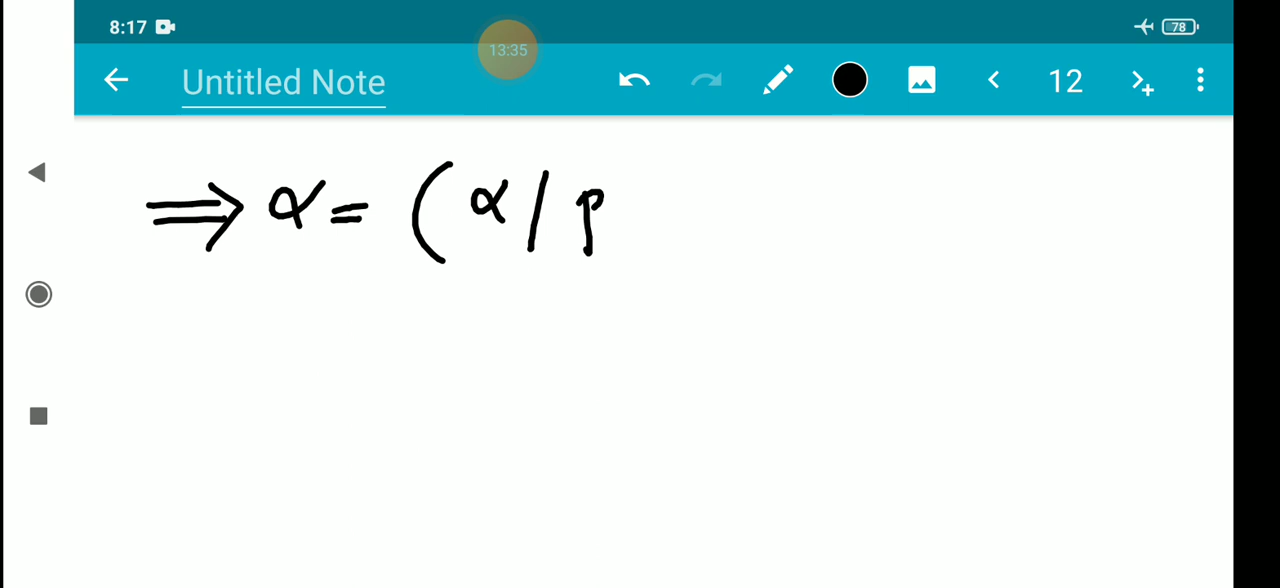 8:17 78
13:35
Untitled Note 12
⇒ α = ( α / p